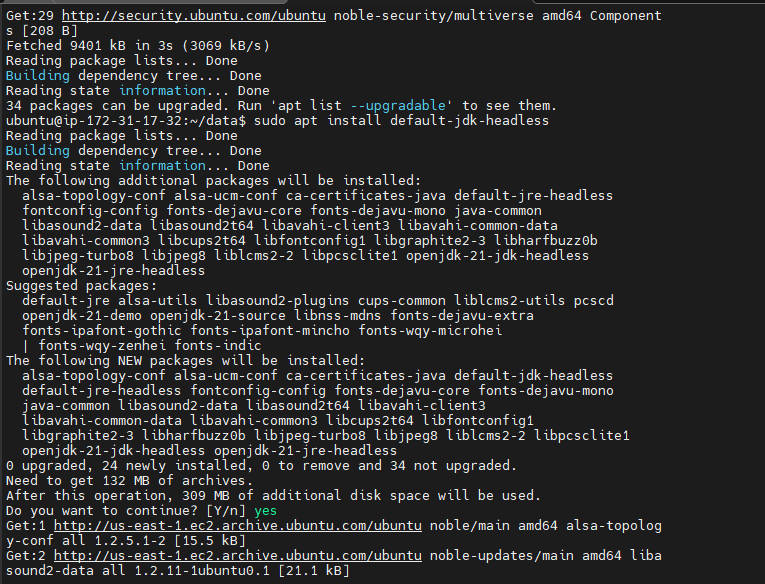 Get:29 http://security.ubuntu.com/ubuntu noble-security/multiverse amd64 Component
s [208 B]
Fetched 9401 kB in 3s (3069 kB/s)
Reading package lists... Done
Building dependency tree... Done
Reading state information... Done
34 packages can be upgraded. Run 'apt list --upgradable' to see them.
ubuntu@ip-172-31-17-32:~/data$ sudo apt install default-jdk-headless
Reading package lists... Done
Building dependency tree... Done
Reading state information... Done
The following additional packages will be installed:
  alsa-topology-conf alsa-ucm-conf ca-certificates-java default-jre-headless
  fontconfig-config fonts-dejavu-core fonts-dejavu-mono java-common
  libasound2-data libasound2t64 libavahi-client3 libavahi-common-data
  libavahi-common3 libcups2t64 libfontconfig1 libgraphite2-3 libharfbuzz0b
  libjpeg-turbo8 libjpeg8 liblcms2-2 libpcsclite1 openjdk-21-jdk-headless
  openjdk-21-jre-headless
Suggested packages:
  default-jre alsa-utils libasound2-plugins cups-common liblcms2-utils pcscd
  openjdk-21-demo openjdk-21-source libnss-mdns fonts-dejavu-extra
  fonts-ipafont-gothic fonts-ipafont-mincho fonts-wqy-microhei
  | fonts-wqy-zenhei fonts-indic
The following NEW packages will be installed:
  alsa-topology-conf alsa-ucm-conf ca-certificates-java default-jdk-headless
  default-jre-headless fontconfig-config fonts-dejavu-core fonts-dejavu-mono
  java-common libasound2-data libasound2t64 libavahi-client3
  libavahi-common-data libavahi-common3 libcups2t64 libfontconfig1
  libgraphite2-3 libharfbuzz0b libjpeg-turbo8 libjpeg8 liblcms2-2 libpcsclite1
  openjdk-21-jdk-headless openjdk-21-jre-headless
0 upgraded, 24 newly installed, 0 to remove and 34 not upgraded.
Need to get 132 MB of archives.
After this operation, 309 MB of additional disk space will be used.
Do you want to continue? [Y/n] yes
Get:1 http://us-east-1.ec2.archive.ubuntu.com/ubuntu noble/main amd64 alsa-topolog
y-conf all 1.2.5.1-2 [15.5 kB]
Get:2 http://us-east-1.ec2.archive.ubuntu.com/ubuntu noble-updates/main amd64 liba
sound2-data all 1.2.11-1ubuntu0.1 [21.1 kB]